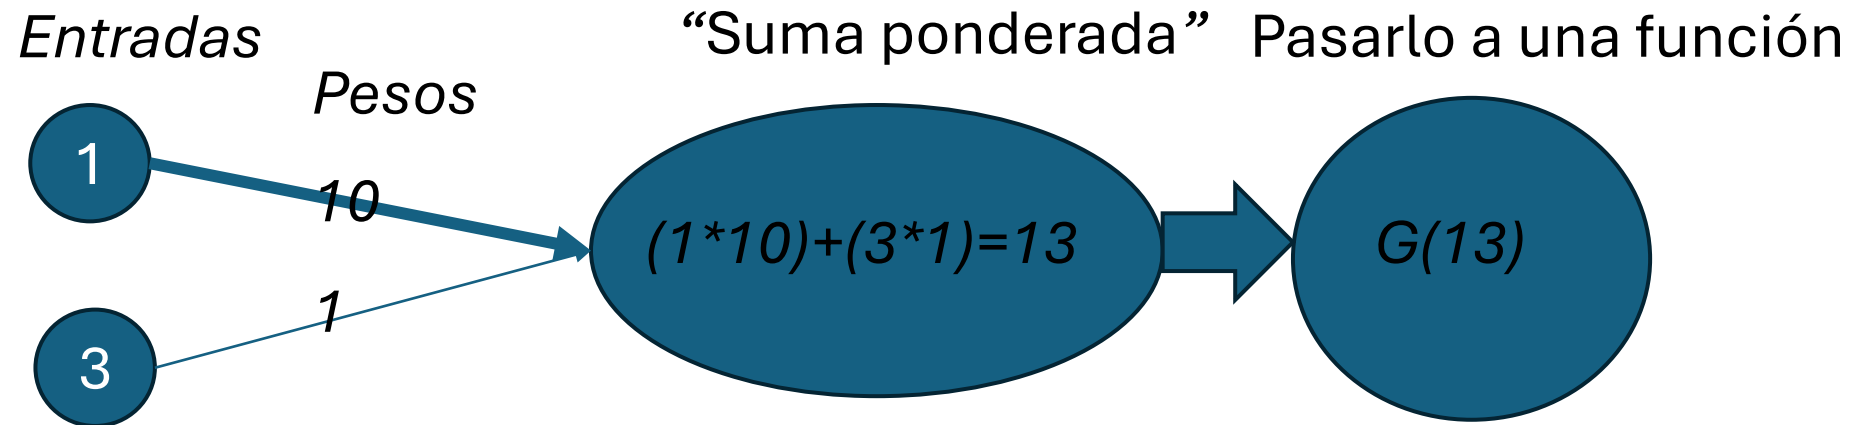 Entradas
Pesos
“Suma ponderada”
Pasarlo a una función
1
10
3
1
(1*10)+(3*1)=13
G(13)